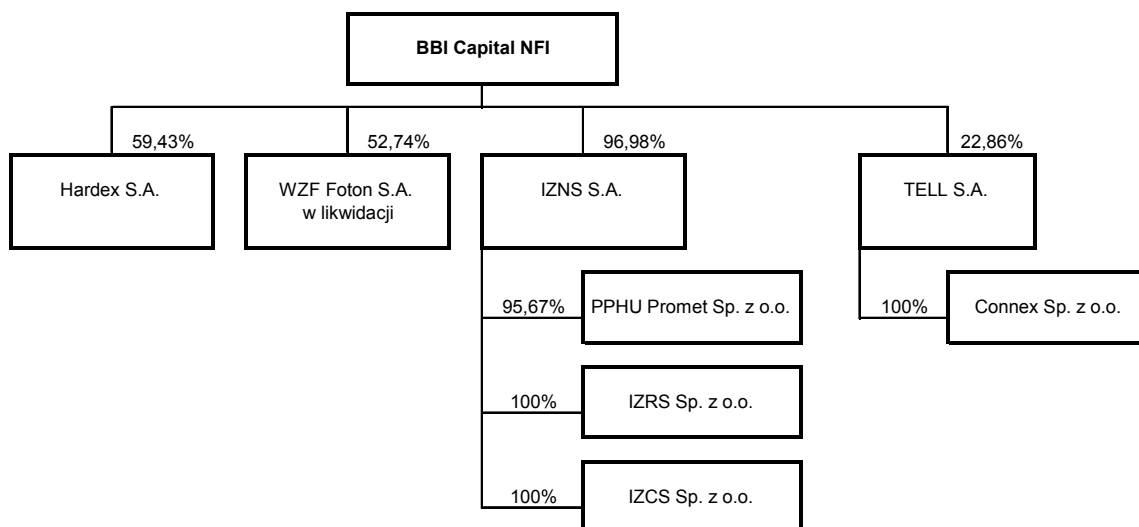 BBI Capital NFI
59,43%
52,74%
96,98%
22,86%
Hardex S.A.
WZF Foton S.A.
w likwidacji
IZNS S.A.
TELL S.A.
95,67%
PPHU Promet Sp. z o.o.
100%
Connex Sp. z o.o.
100%
IZRS Sp. z o.o.
100%
IZCS Sp. z o.o.